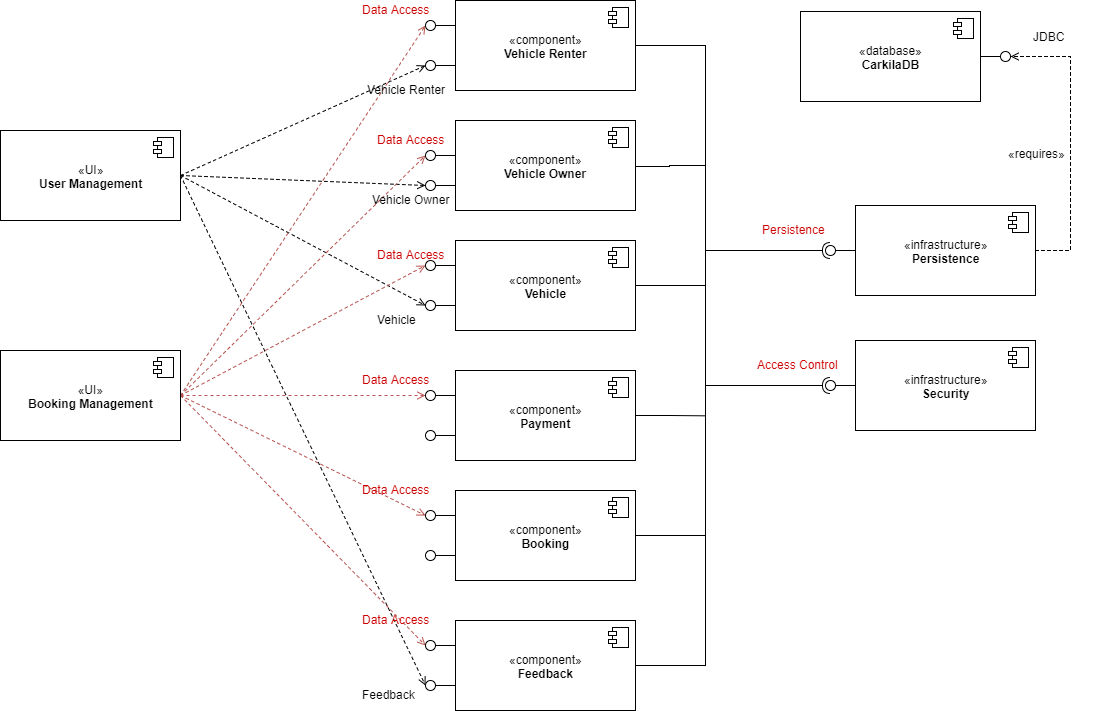 Data Access
«component»
Vehicle Renter
Vehicle Renter
«database»
CarkilaDB
JDBC
«requires»
«UI»
User Management
Data Access
«component»
Vehicle Owner
Vehicle Owner
Data Access
«component»
Vehicle
Vehicle
Persistence
«infrastructure»
Persistence
«UI»
Booking Management
Data Access
«component»
Payment
Access Control
«infrastructure»
Security
Data Access
«component»
Booking
Data Access
«component»
Feedback
Feedback